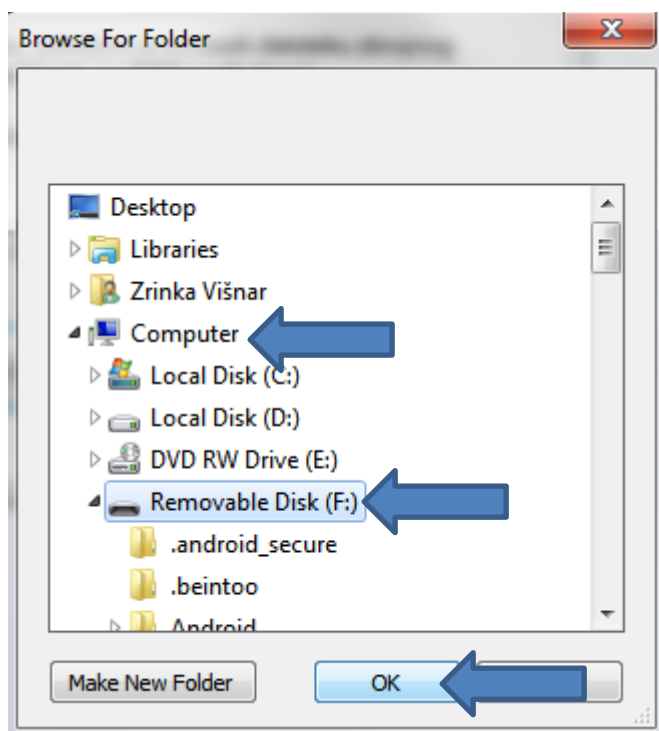 Browse For Folder
Desktop
Libraries
Zrinka Višnar
Computer
Local Disk (C:)
Local Disk (D:)
DVD RW Drive (E:)
Removable Disk (F:)
.android_secure
.beintoo
Android
Make New Folder
OK